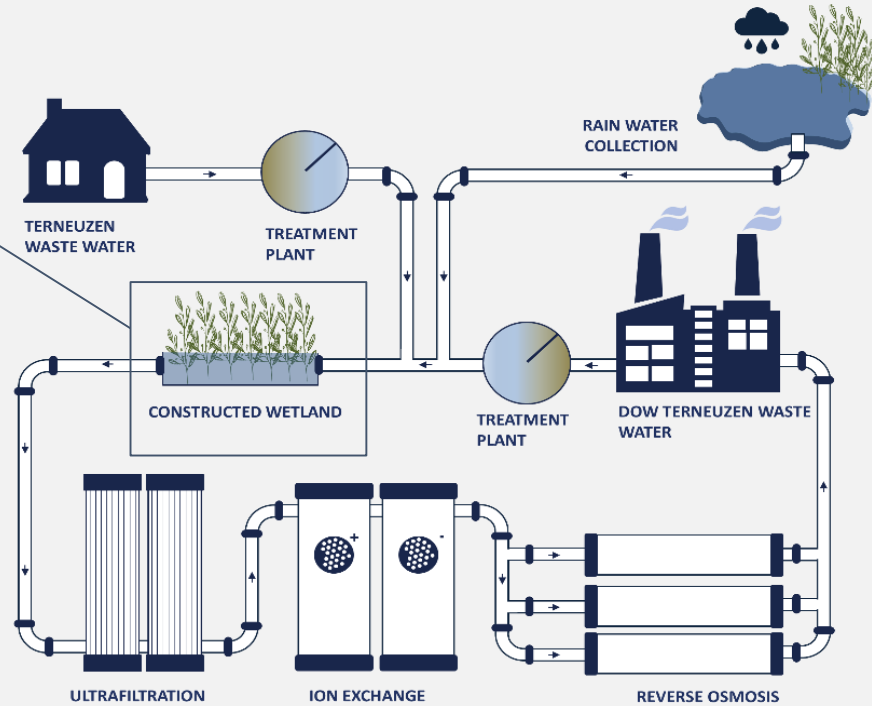 RAIN WATER
COLLECTION
TERNEUZEN
WASTE WATER
TREATMENT
PLANT
CONSTRUCTED WETLAND
TREATMENT
PLANT
DOW TERNEUZEN WASTE
WATER
+
-
ULTRAFILTRATION
ION EXCHANGE
REVERSE OSMOSIS